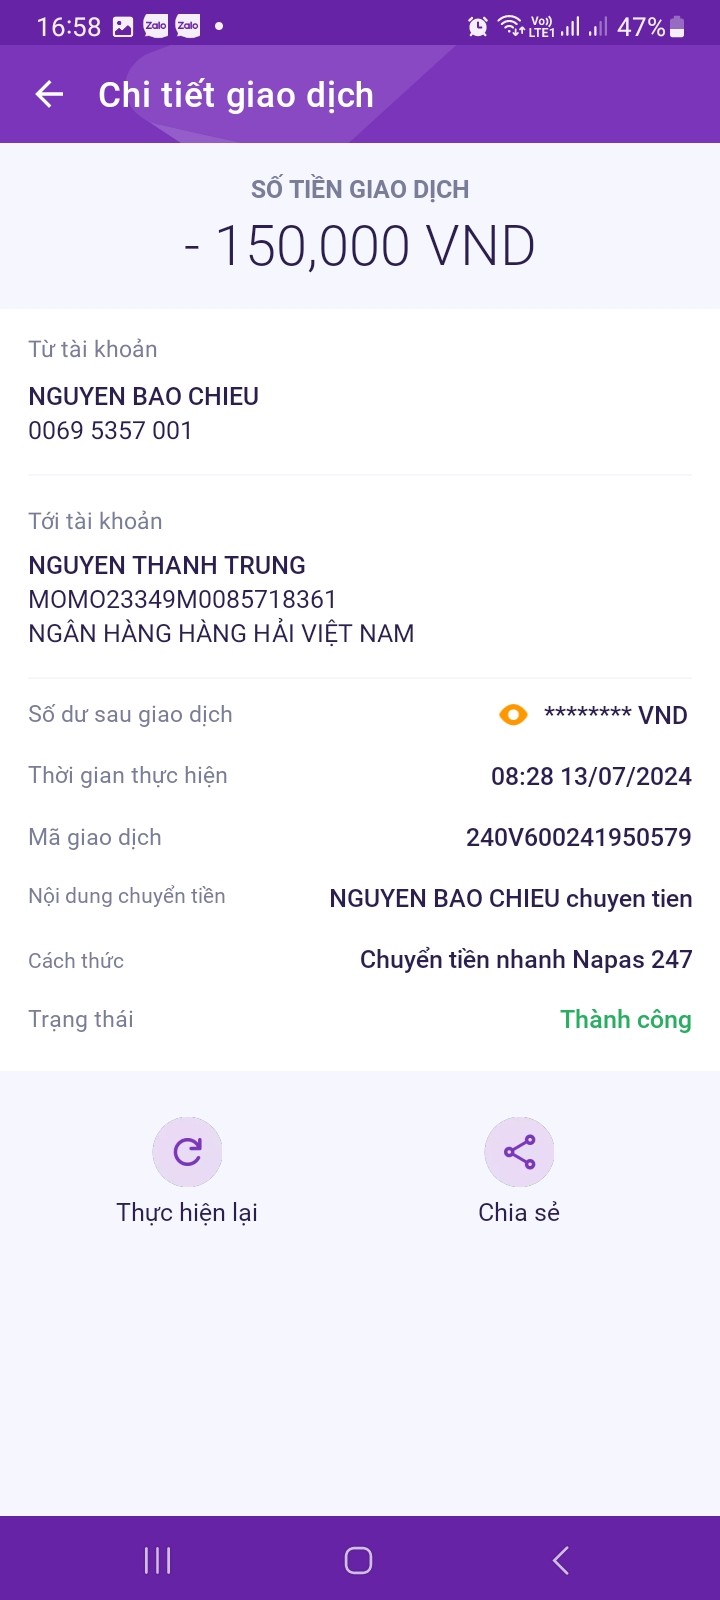 16:58 Zalo Zalo Vo)) LTE1 47%
Chi tiết giao dịch
SỐ TIỀN GIAO DỊCH
- 150,000 VND
Từ tài khoản
NGUYEN BAO CHIEU
0069 5357 001
Tới tài khoản
NGUYEN THANH TRUNG
MOMO23349M0085718361
NGÂN HÀNG HÀNG HẢI VIỆT NAM
Số dư sau giao dịch ******** VND
Thời gian thực hiện 08:28 13/07/2024
Mã giao dịch 240V600241950579
Nội dung chuyển tiền NGUYEN BAO CHIEU chuyen tien
Cách thức Chuyển tiền nhanh Napas 247
Trạng thái Thành công
Thực hiện lại Chia sẻ